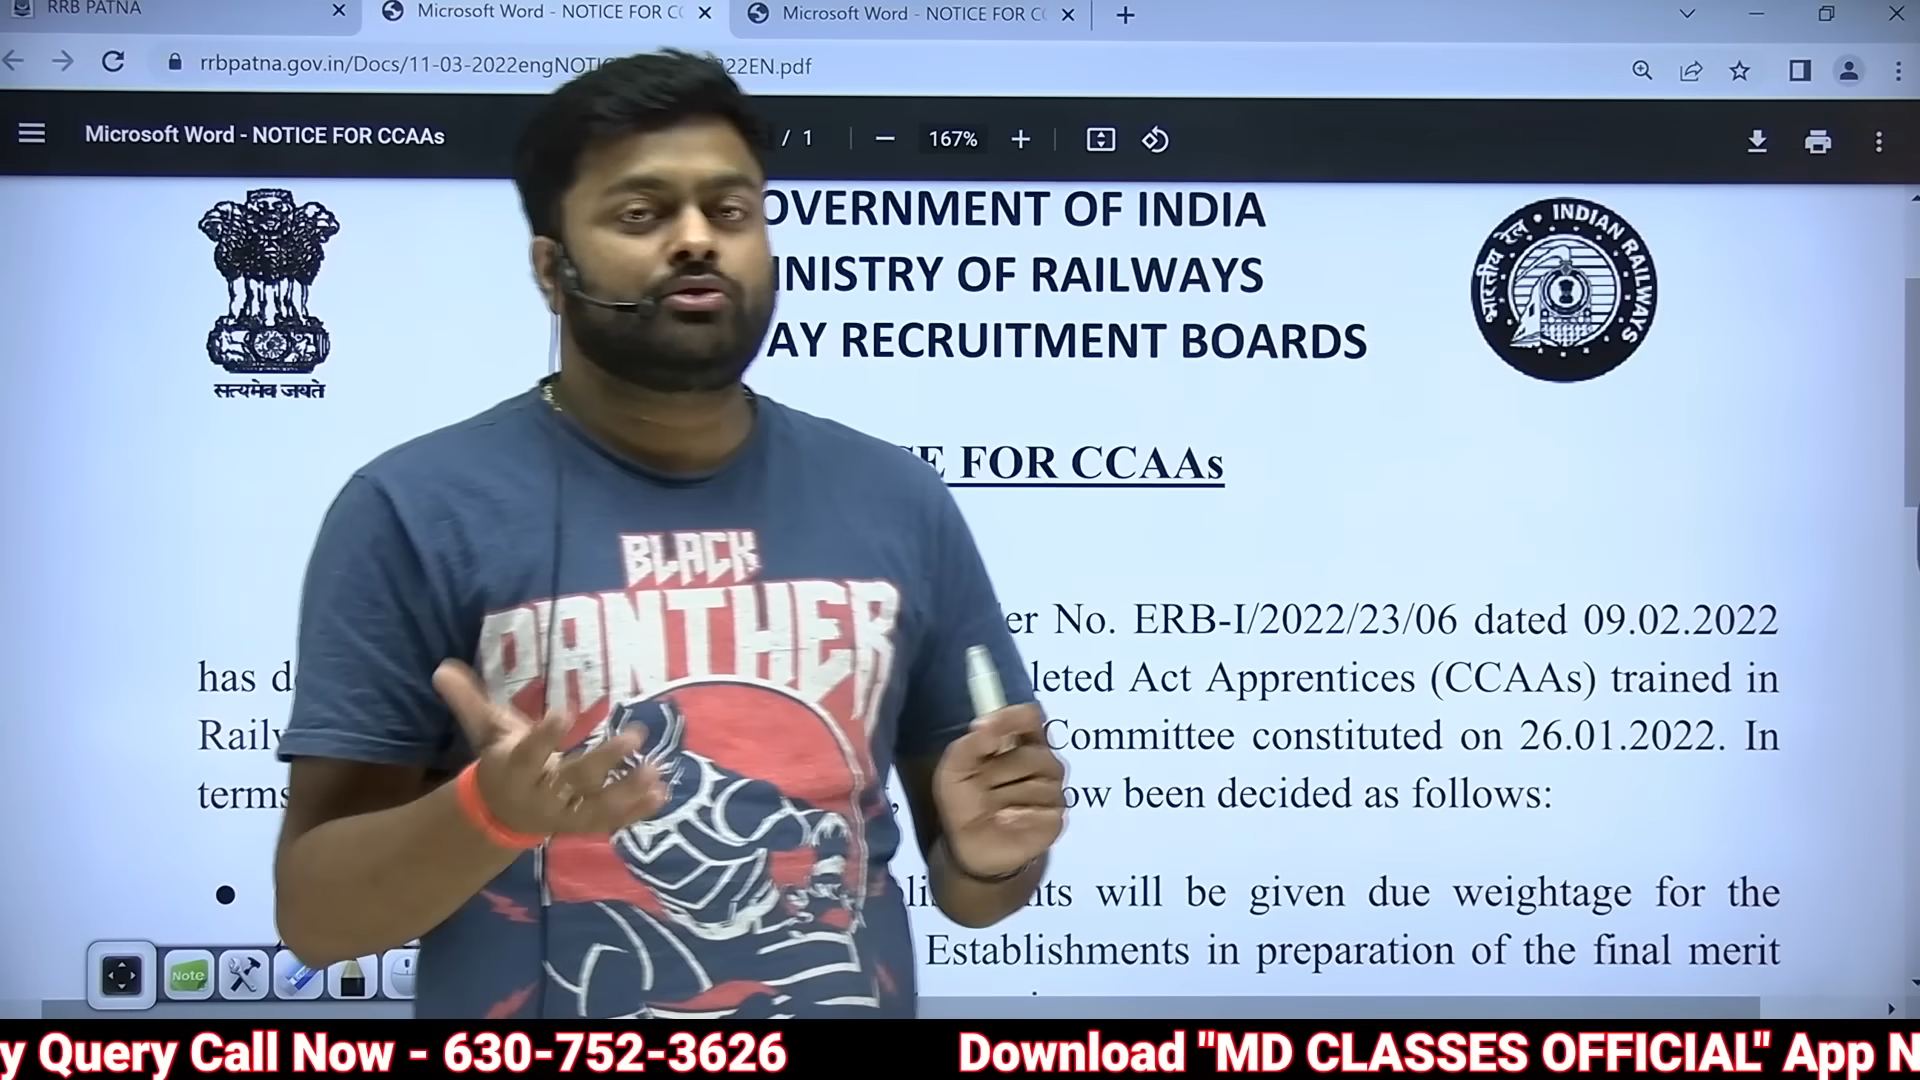 RRB PATNA
Microsoft Word - NOTICE FOR C
Microsoft Word - NOTICE FOR C
rrbpatna.gov.in/Docs/11-03-2022engNOTI 22EN.pdf
Microsoft Word - NOTICE FOR CCAAs
/ 1
167%
OVERNMENT OF INDIA
INISTRY OF RAILWAYS
AY RECRUITMENT BOARDS
सत्यमेव जयते
भारतीय रेल
INDIAN RAILWAYS
E FOR CCAAs
er No. ERB-I/2022/23/06 dated 09.02.2022
has d leted Act Apprentices (CCAAs) trained in
Railw Committee constituted on 26.01.2022. In
terms ow been decided as follows:
nts will be given due weightage for the
Establishments in preparation of the final merit
BLACK
PANTHER
Note
y Query Call Now - 630-752-3626
Download "MD CLASSES OFFICIAL" App N